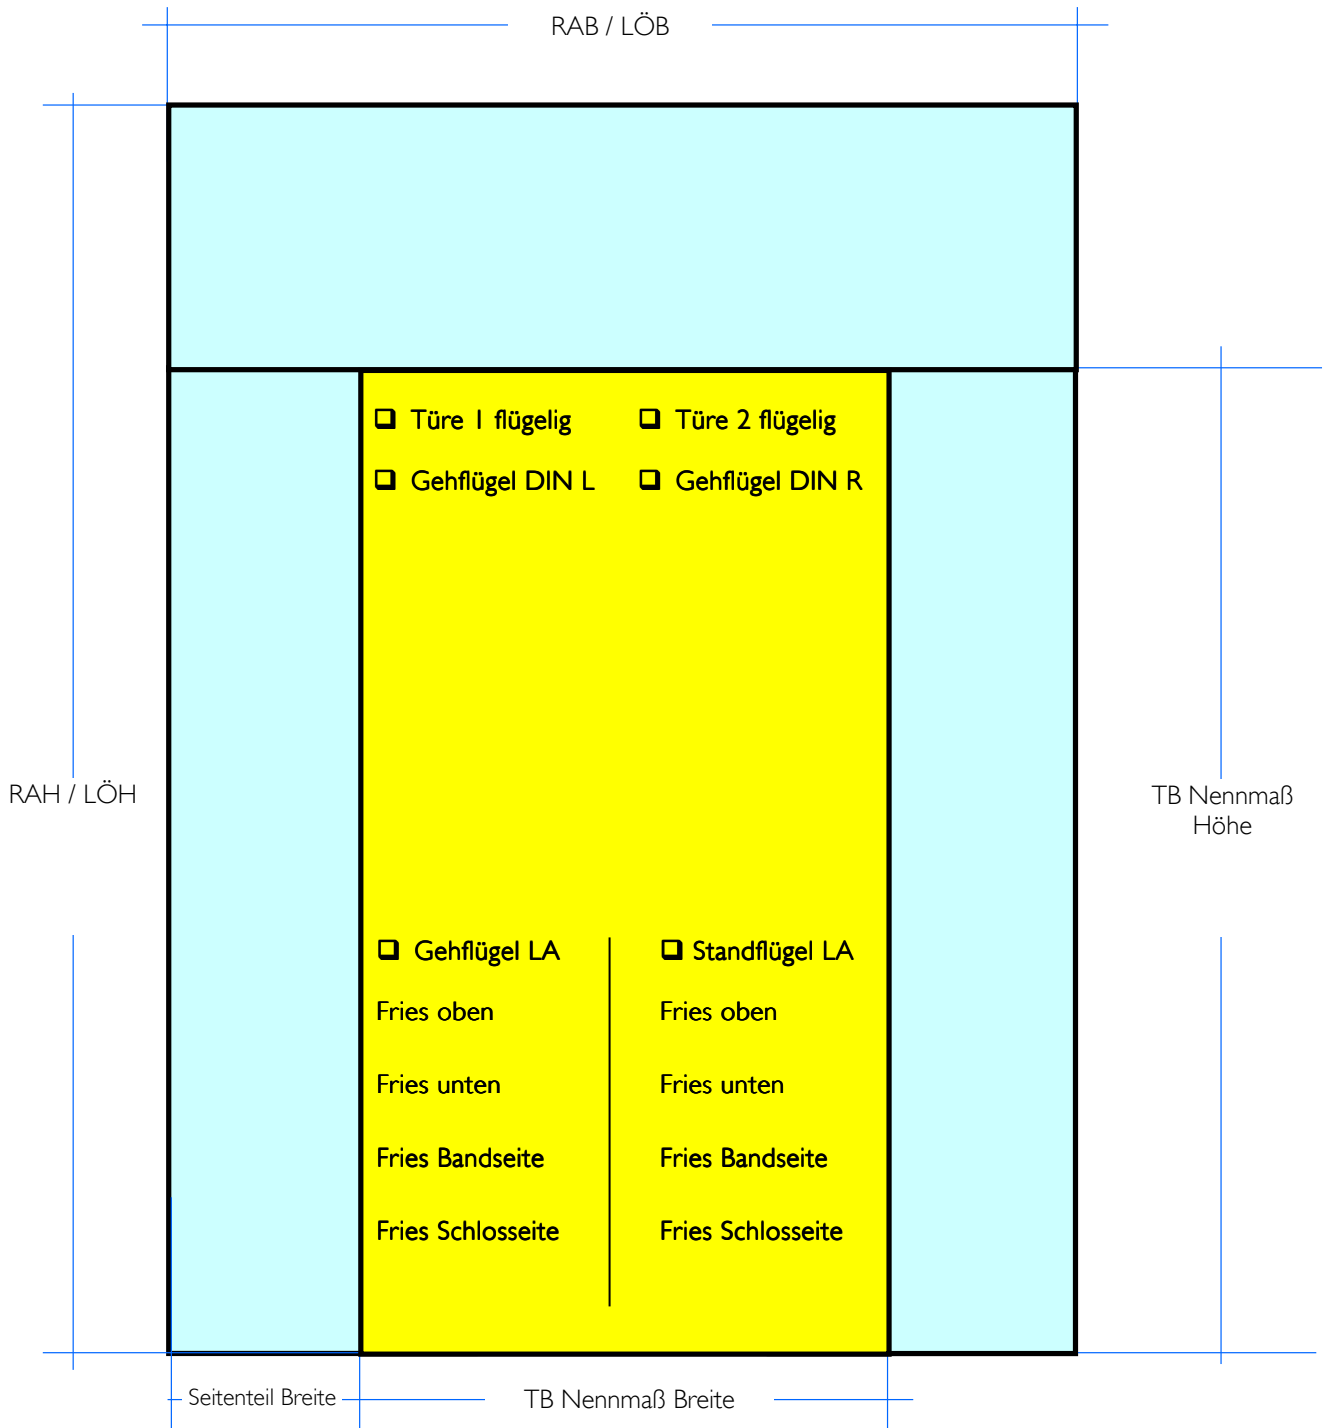 RAB / LÖB
❑ Türe 1 flügelig ❑ Türe 2 flügelig
❑ Gehflügel DIN L ❑ Gehflügel DIN R
RAH / LÖH
TB Nennmaß
Höhe
❑ Gehflügel LA ❑ Standflügel LA
Fries oben Fries oben
Fries unten Fries unten
Fries Bandseite Fries Bandseite
Fries Schlosseite Fries Schlosseite
Seitenteil Breite TB Nennmaß Breite